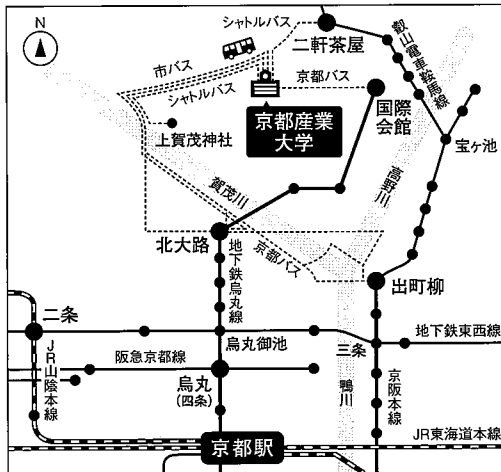 N
シャトルバス
二軒茶屋
叡山電車鞍馬線
市バス
シャトルバス
京都バス
国際
会館
京都産業
大学
上賀茂神社
宝ヶ池
高野川
賀茂川
北大路
京都バス
地下鉄烏丸線
出町柳
二条
地下鉄東西線
烏丸御池
三条
JR山陰本線
阪急京都線
烏丸
(四条)
鴨川
京阪本線
京都駅
JR東海道本線